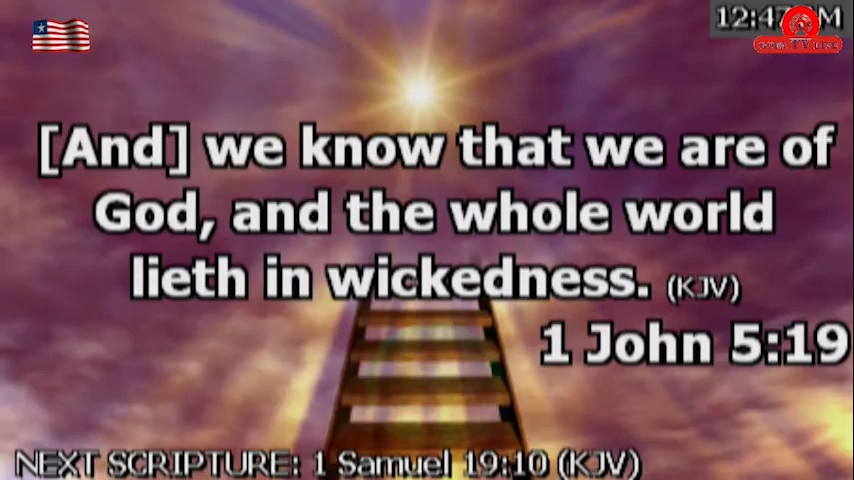 12:47
TV
[And] we know that we are of
God, and the whole world
lieth in wickedness. (KJV)
1 John 5:19
NEXT SCRIPTURE: 1 Samuel 19:10 (KJV)